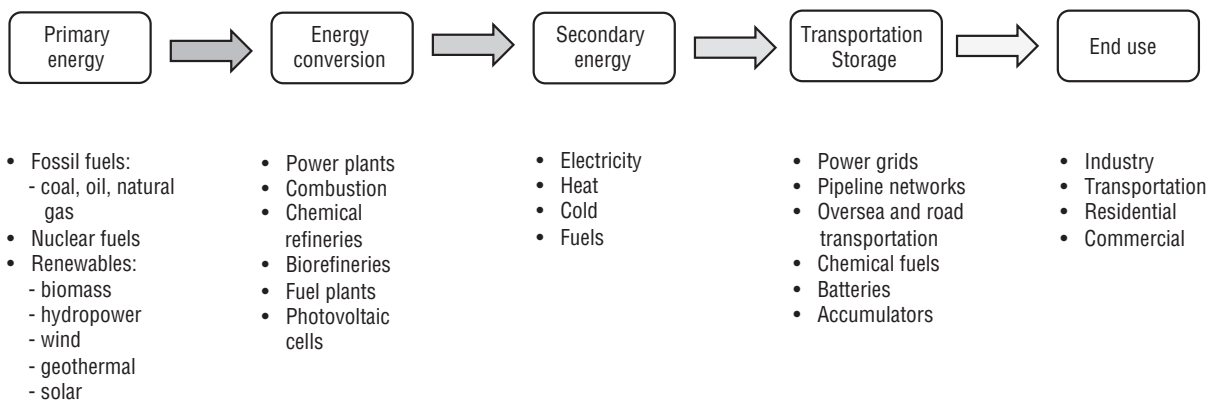 Primary
energy
Energy
conversion
Secondary
energy
Transportation
Storage
End use
• Fossil fuels:
- coal, oil, natural
gas
• Nuclear fuels
• Renewables:
- biomass
- hydropower
- wind
- geothermal
- solar
• Power plants
• Combustion
• Chemical
refineries
• Biorefineries
• Fuel plants
• Photovoltaic
cells
• Electricity
• Heat
• Cold
• Fuels
• Power grids
• Pipeline networks
• Oversea and road
transportation
• Chemical fuels
• Batteries
• Accumulators
• Industry
• Transportation
• Residential
• Commercial